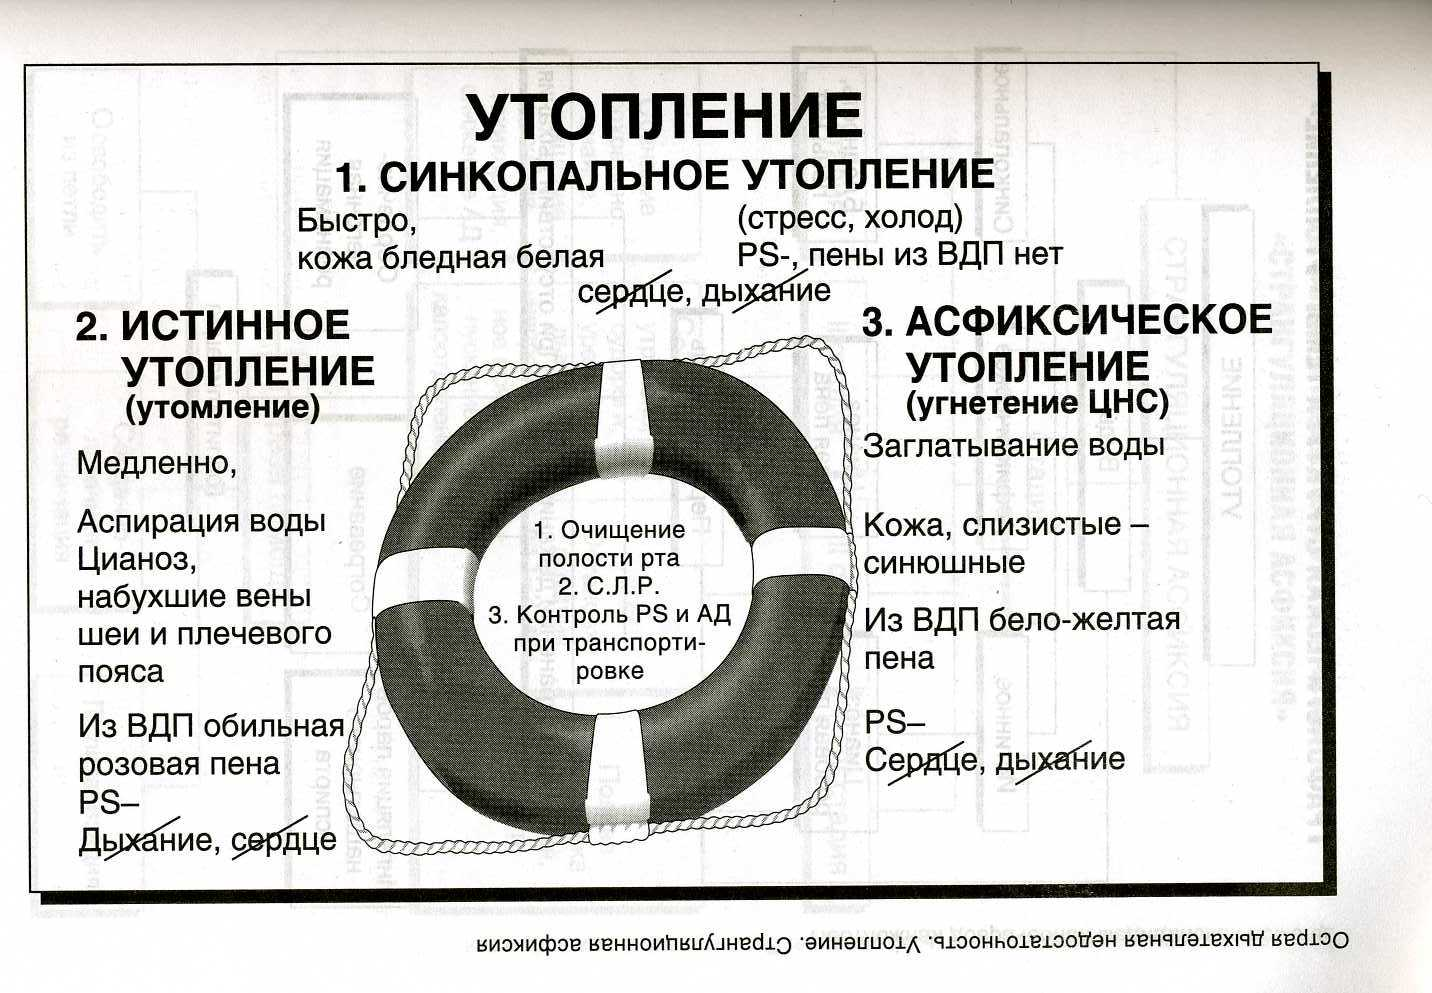 УТОПЛЕНИЕ
1. СИНКОПАЛЬНОЕ УТОПЛЕНИЕ
Быстро,
кожа бледная белая
(стресс, холод)
PS-, пены из ВДП нет
сердце, дыхание
2. ИСТИННОЕ
УТОПЛЕНИЕ
(утомление)
Медленно,
Аспирация воды
Цианоз,
набухшие вены
шеи и плечевого
пояса
Из ВДП обильная
розовая пена
PS–
Дыхание, сердце
1. Очищение
полости рта
2. С.Л.Р.
3. Контроль PS и АД
при транспорти-
ровке
3. АСФИКСИЧЕСКОЕ
УТОПЛЕНИЕ
(угнетение ЦНС)
Заглатывание воды
Кожа, слизистые –
синюшные
Из ВДП бело-желтая
пена
PS–
Сердце, дыхание
Острая дыхательная недостаточность. Утопление. Странгуляционная асфиксия